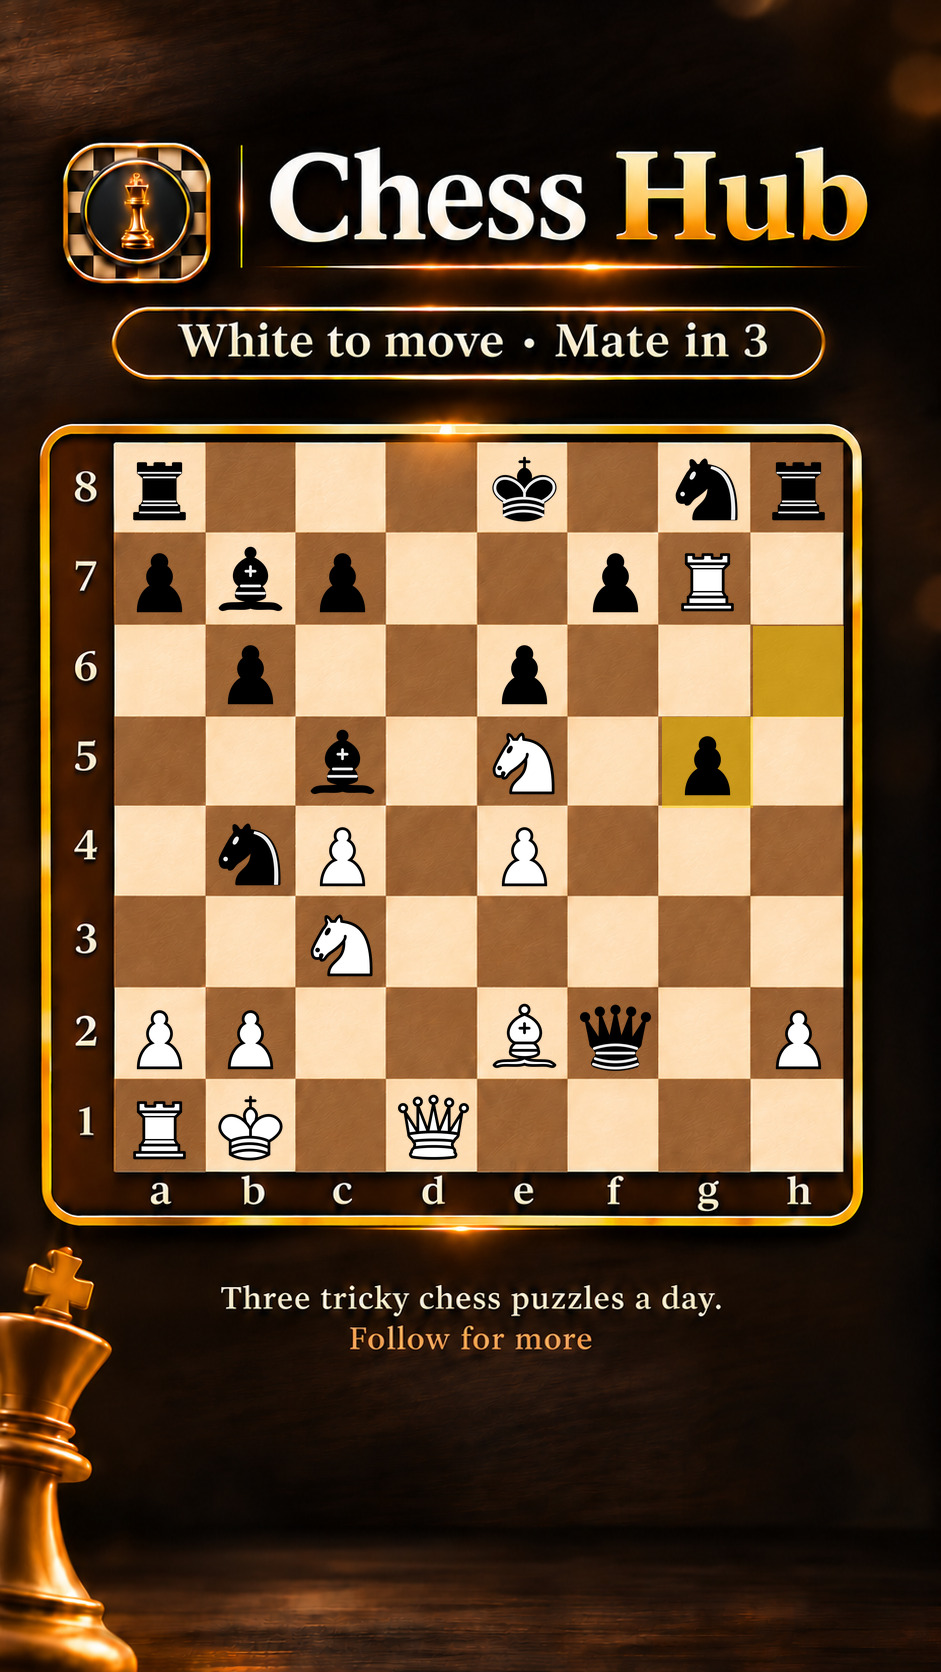 Chess Hub
White to move • Mate in 3
8
7
6
5
4
3
2
1
a b c d e f g h
Three tricky chess puzzles a day.
Follow for more